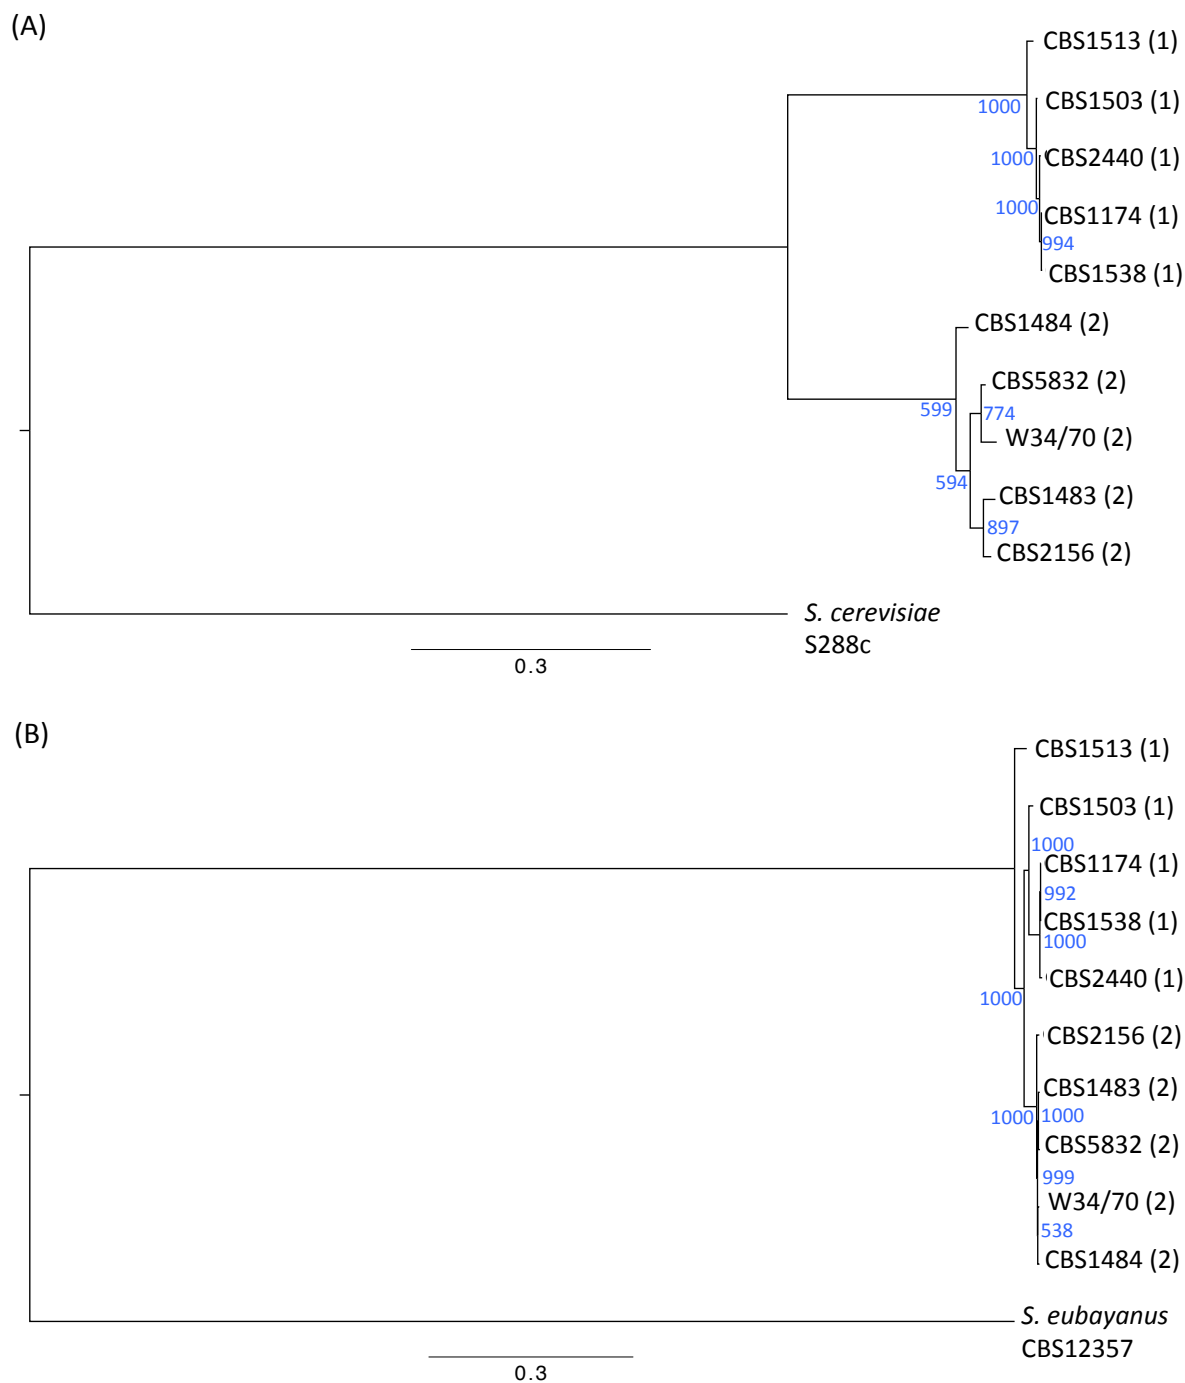 (A)
CBS1513 (1)
CBS1503 (1)
1000
CBS2440 (1)
1000
1000
CBS1174 (1)
994
CBS1538 (1)
CBS1484 (2)
CBS5832 (2)
599
774
W34/70 (2)
594
CBS1483 (2)
897
CBS2156 (2)
S. cerevisiae
S288c
0.3
(B)
CBS1513 (1)
CBS1503 (1)
1000
CBS1174 (1)
992
CBS1538 (1)
1000
CBS2440 (1)
1000
CBS2156 (2)
CBS1483 (2)
1000
1000
CBS5832 (2)
999
W34/70 (2)
538
CBS1484 (2)
S. eubayanus
CBS12357
0.3